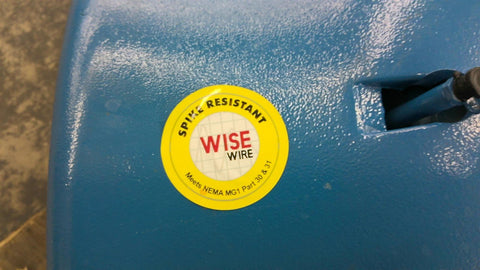 SPIKE RESISTANT
WISE
WIRE
Meets NEMA MG1 Part 30 & 31